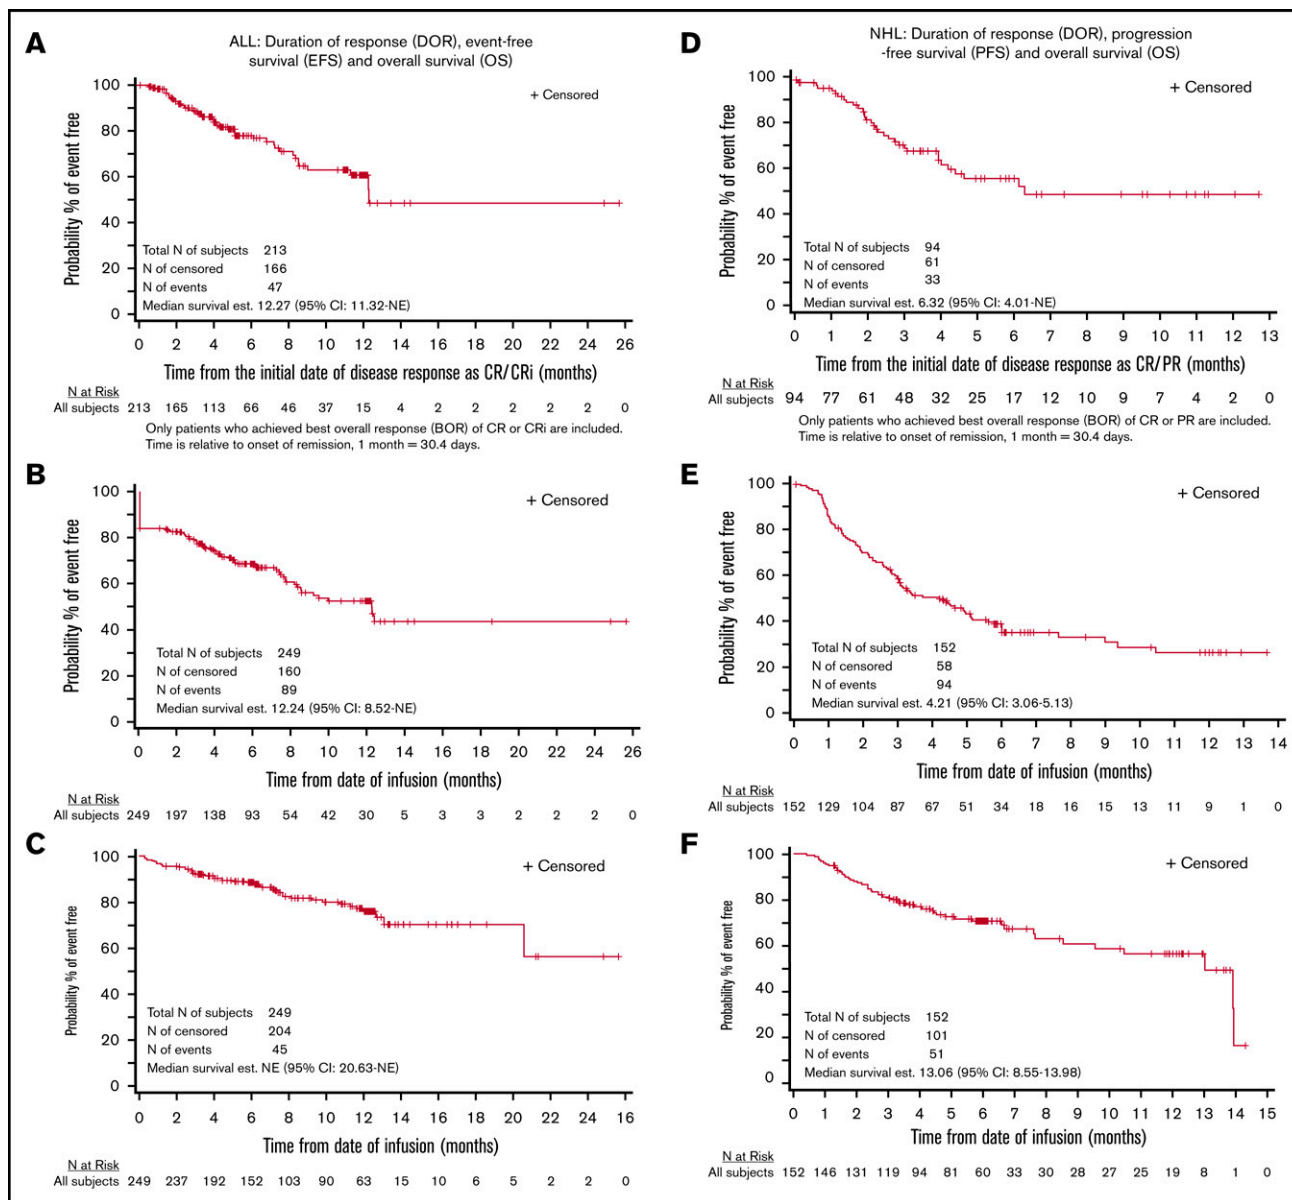 A
ALL: Duration of response (DOR), event-free
survival (EFS) and overall survival (OS)
+ Censored
Probability % of event free
100
80
60
40
20
0
Total N of subjects 213
N of censored 166
N of events 47
Median survival est. 12.27 (95% CI: 11.32-NE)
0 2 4 6 8 10 12 14 16 18 20 22 24 26
Time from the initial date of disease response as CR/CRi (months)
N at Risk
All subjects 213 165 113 66 46 37 15 4 2 2 2 2 2 0
Only patients who achieved best overall response (BOR) of CR or CRi are included.
Time is relative to onset of remission, 1 month = 30.4 days.
B
+ Censored
Probability % of event free
100
80
60
40
20
0
Total N of subjects 249
N of censored 160
N of events 89
Median survival est. 12.24 (95% CI: 8.52-NE)
0 2 4 6 8 10 12 14 16 18 20 22 24 26
Time from date of infusion (months)
N at Risk
All subjects 249 197 138 93 54 42 30 5 3 3 2 2 2 0
C
+ Censored
Probability % of event free
100
80
60
40
20
0
Total N of subjects 249
N of censored 204
N of events 45
Median survival est. NE (95% CI: 20.63-NE)
0 2 4 6 8 10 12 14 16 18 20 22 24 16
Time from date of infusion (months)
N at Risk
All subjects 249 237 192 152 103 90 63 15 10 6 5 2 2 0
D
NHL: Duration of response (DOR), progression
-free survival (PFS) and overall survival (OS)
+ Censored
Probability % of event free
100
80
60
40
20
0
Total N of subjects 94
N of censored 61
N of events 33
Median survival est. 6.32 (95% CI: 4.01-NE)
0 1 2 3 4 5 6 7 8 9 10 11 12 13
Time from the initial date of disease response as CR/PR (months)
N at Risk
All subjects 94 77 61 48 32 25 17 12 10 9 7 4 2 0
Only patients who achieved best overall response (BOR) of CR or PR are included.
Time is relative to onset of remission, 1 month = 30.4 days.
E
+ Censored
Probability % of event free
100
80
60
40
20
0
Total N of subjects 152
N of censored 58
N of events 94
Median survival est. 4.21 (95% CI: 3.06-5.13)
0 1 2 3 4 5 6 7 8 9 10 11 12 13 14
Time from date of infusion (months)
N at Risk
All subjects 152 129 104 87 67 51 34 18 16 15 13 11 9 1 0
F
+ Censored
Probability % of event free
100
80
60
40
20
0
Total N of subjects 152
N of censored 101
N of events 51
Median survival est. 13.06 (95% CI: 8.55-13.98)
0 1 2 3 4 5 6 7 8 9 10 11 12 13 14 15
Time from date of infusion (months)
N at Risk
All subjects 152 146 131 119 94 81 60 33 30 28 27 25 19 8 1 0